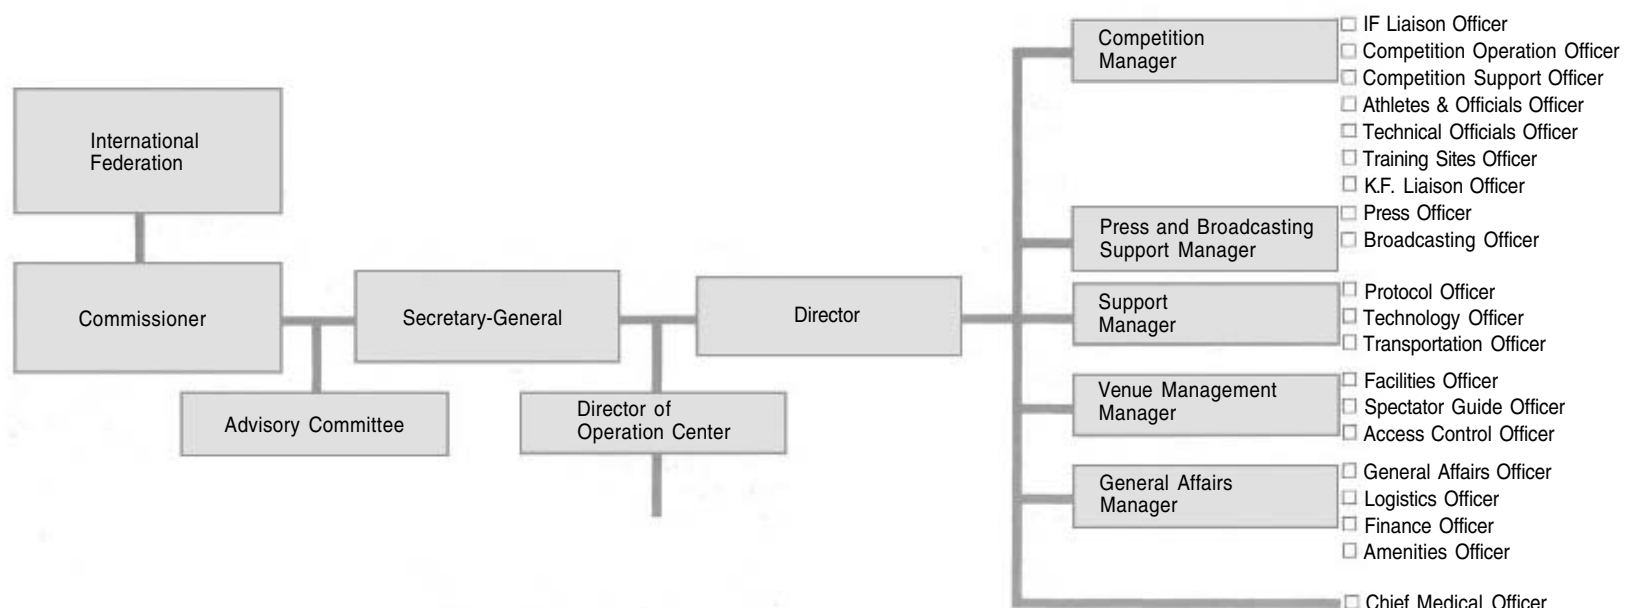 International
Federation
Commissioner
Advisory Committee
Secretary-General
Director of
Operation Center
Director
Competition
Manager
IF Liaison Officer
Competition Operation Officer
Competition Support Officer
Athletes & Officials Officer
Technical Officials Officer
Training Sites Officer
K.F. Liaison Officer
Press and Broadcasting
Support Manager
Press Officer
Broadcasting Officer
Support
Manager
Protocol Officer
Technology Officer
Transportation Officer
Venue Management
Manager
Facilities Officer
Spectator Guide Officer
Access Control Officer
General Affairs
Manager
General Affairs Officer
Logistics Officer
Finance Officer
Amenities Officer
Chief Medical Officer